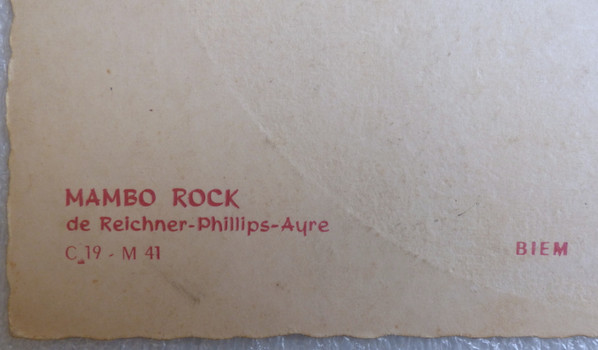 MAMBO ROCK
de Reichner-Phillips-Ayre
C 19 - M 41
BIEM